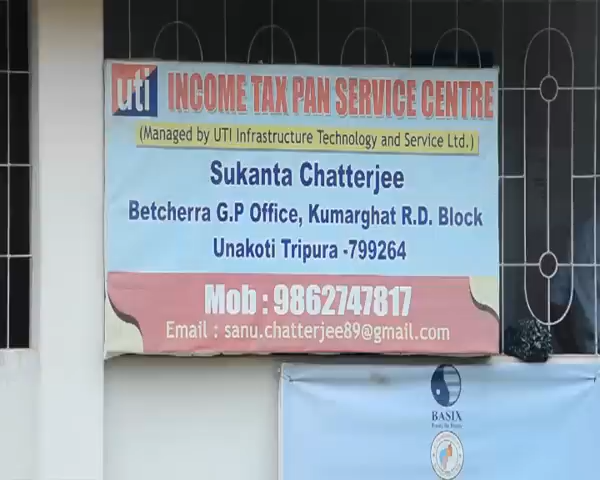 uti INCOME TAX PAN SERVICE CENTRE
(Managed by UTI Infrastructure Technology and Service Ltd.)
Sukanta Chatterjee
Betcherra G.P Office, Kumarghat R.D. Block
Unakoti Tripura -799264
Mob : 9862747817
Email : sanu.chatterjee89@gmail.com
BASIX